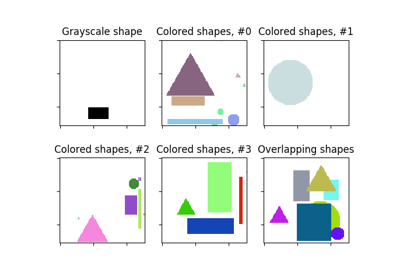 Grayscale shape
Colored shapes, #0
Colored shapes, #1
Colored shapes, #2
Colored shapes, #3
Overlapping shapes